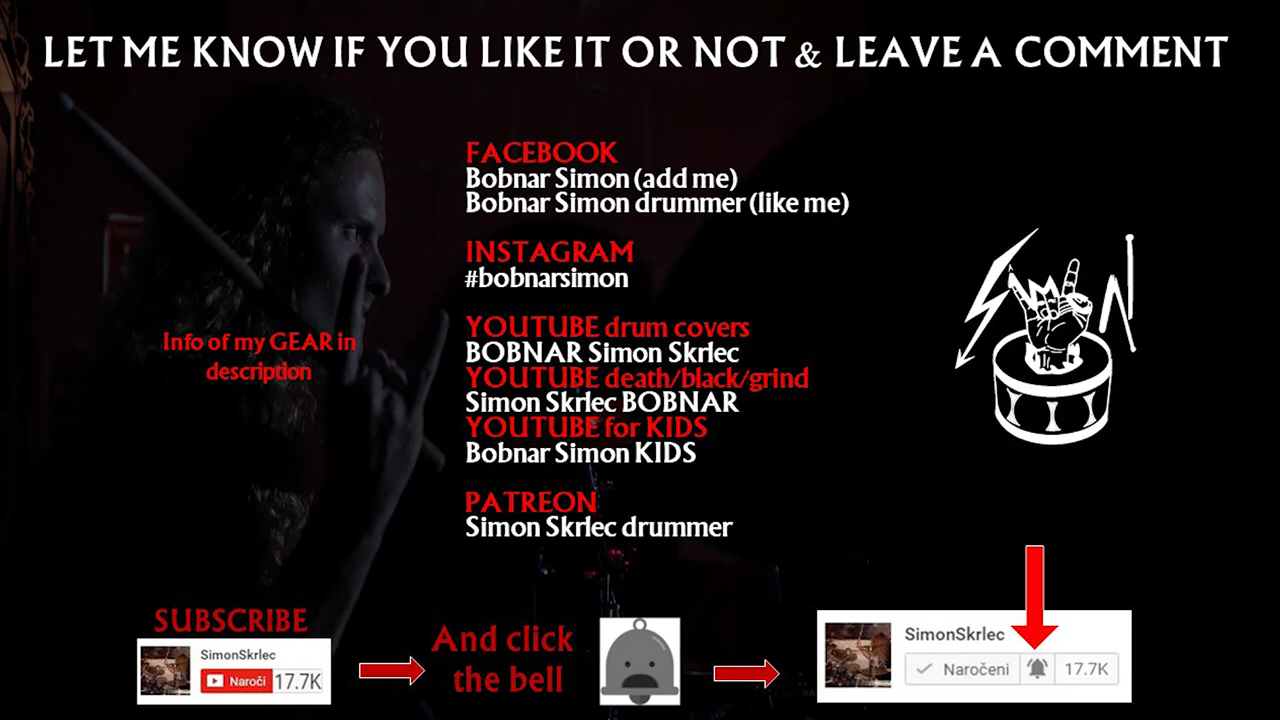 LET ME KNOW IF YOU LIKE IT OR NOT & LEAVE A COMMENT
FACEBOOK
Bobnar Simon (add me)
Bobnar Simon drummer (like me)
INSTAGRAM
#bobnarsimon
YOUTUBE drum covers
BOBNAR Simon Skrlec
YOUTUBE death/black/grind
Simon Skrlec BOBNAR
YOUTUBE for KIDS
Bobnar Simon KIDS
PATREON
Simon Skrlec drummer
Info of my GEAR in
description
SIMON
SUBSCRIBE
SimonSkrlec
Naroči 17.7K
And click
the bell
SimonSkrlec
Naročeni 17.7K